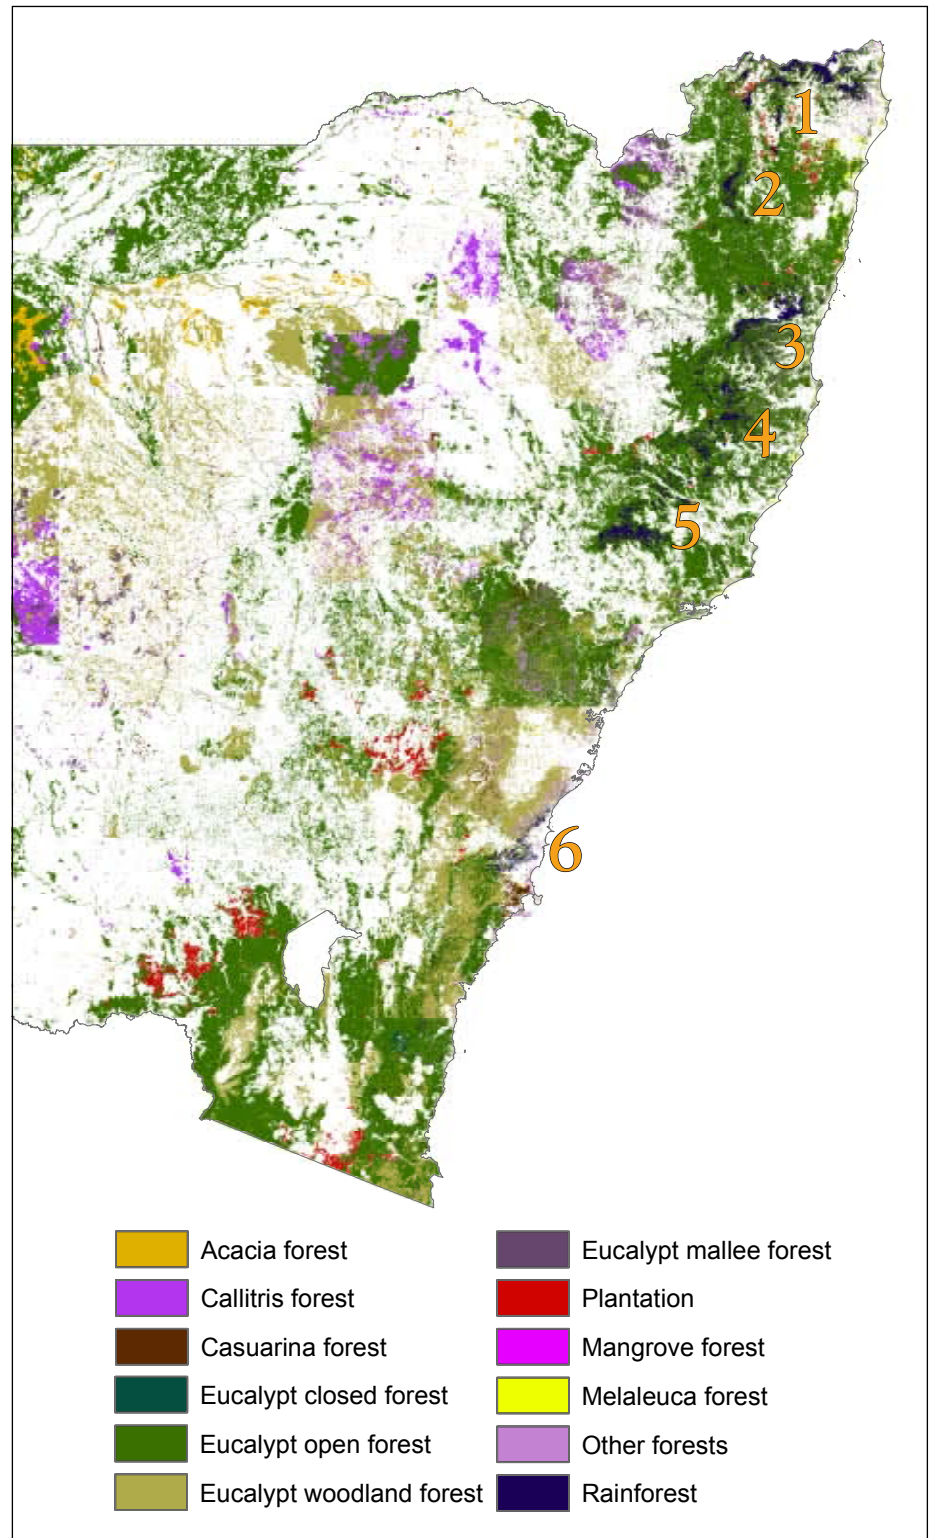 1
2
3
4
5
6
Acacia forest
Callitris forest
Casuarina forest
Eucalypt closed forest
Eucalypt open forest
Eucalypt woodland forest
Eucalypt mallee forest
Plantation
Mangrove forest
Melaleuca forest
Other forests
Rainforest